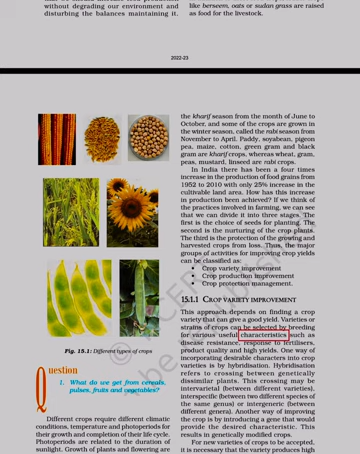 without degrading our environment and
disturbing the balances maintaining it.
like berseem, oats or sudan grass are raised
as food for the livestock.
2022-23
Fig. 15.1: Different types of crops
Question
1. What do we get from cereals,
pulses, fruits and vegetables?
Different crops require different climatic
conditions, temperature and photoperiods for
their growth and completion of their life cycle.
Photoperiods are related to the duration of
sunlight. Growth of plants and flowering are
the kharif season from the month of June to
October, and some of the crops are grown in
the winter season, called the rabi season from
November to April. Paddy, soyabean, pigeon
pea, maize, cotton, green gram and black
gram are kharif crops, whereas wheat, gram,
peas, mustard, linseed are rabi crops.
In India there has been a four times
increase in the production of food grains from
1952 to 2010 with only 25% increase in the
cultivable land area. How has this increase
in production been achieved? If we think of
the practices involved in farming, we can see
that we can divide it into three stages. The
first is the choice of seeds for planting. The
second is the nurturing of the crop plants.
The third is the protection of the growing and
harvested crops from loss. Thus, the major
groups of activities for improving crop yields
can be classified as:
• Crop variety improvement
• Crop production improvement
• Crop protection management.
15.1.1 CROP VARIETY IMPROVEMENT
This approach depends on finding a crop
variety that can give a good yield. Varieties or
strains of crops can be selected by breeding
for various useful characteristics such as
disease resistance, response to fertilisers,
product quality and high yields. One way of
incorporating desirable characters into crop
varieties is by hybridisation. Hybridisation
refers to crossing between genetically
dissimilar plants. This crossing may be
intervarietal (between different varieties),
interspecific (between two different species of
the same genus) or intergeneric (between
different genera). Another way of improving
the crop is by introducing a gene that would
provide the desired characteristic. This
results in genetically modified crops.
For new varieties of crops to be accepted,
it is necessary that the variety produces high